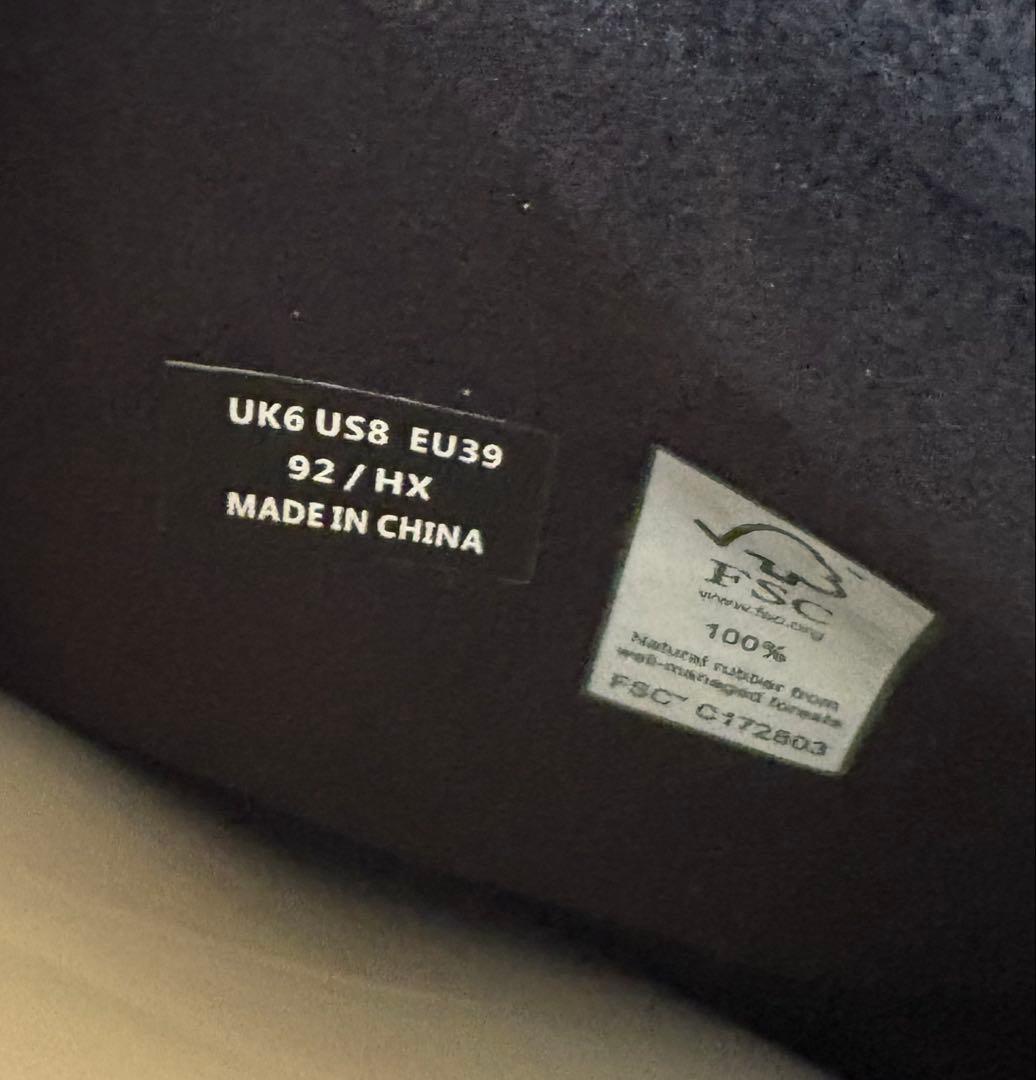 UK6 US8 EU39
92 / HX
MADE IN CHINA
FSC
www.fsc.org
100%
Natural rubber from
well-managed forests
FSC™ C172803